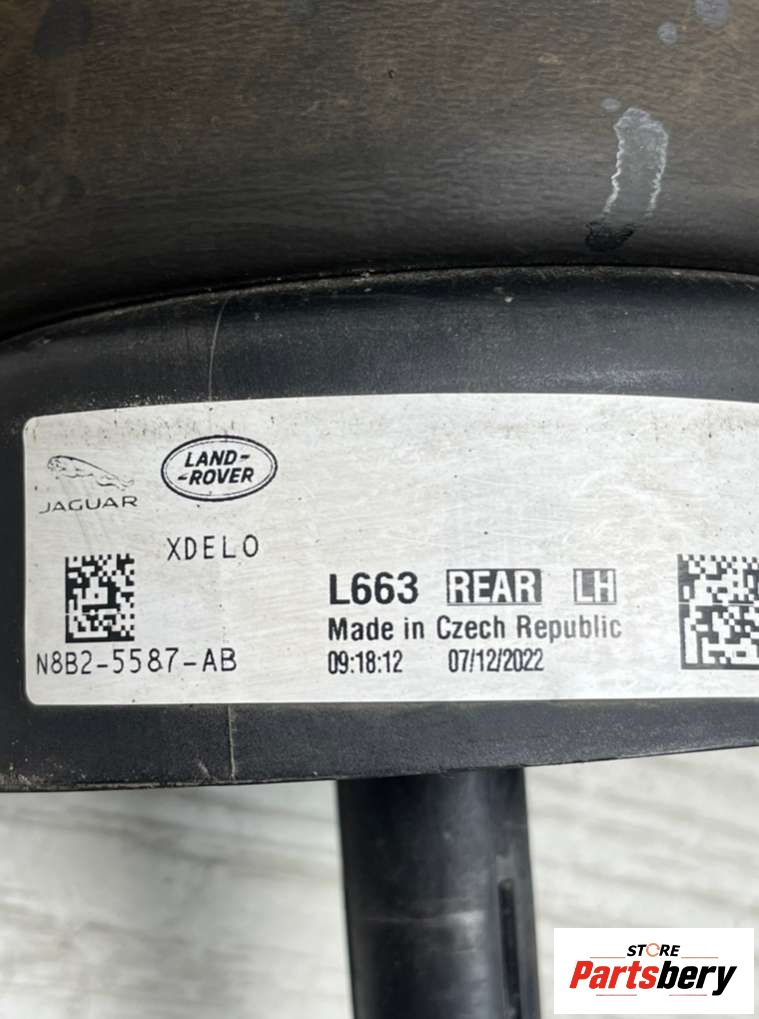 JAGUAR
LAND-
-ROVER
XDELO
N8B2-5587-AB
L663 REAR LH
Made in Czech Republic
09:18:12 07/12/2022
STORE
Partsbery